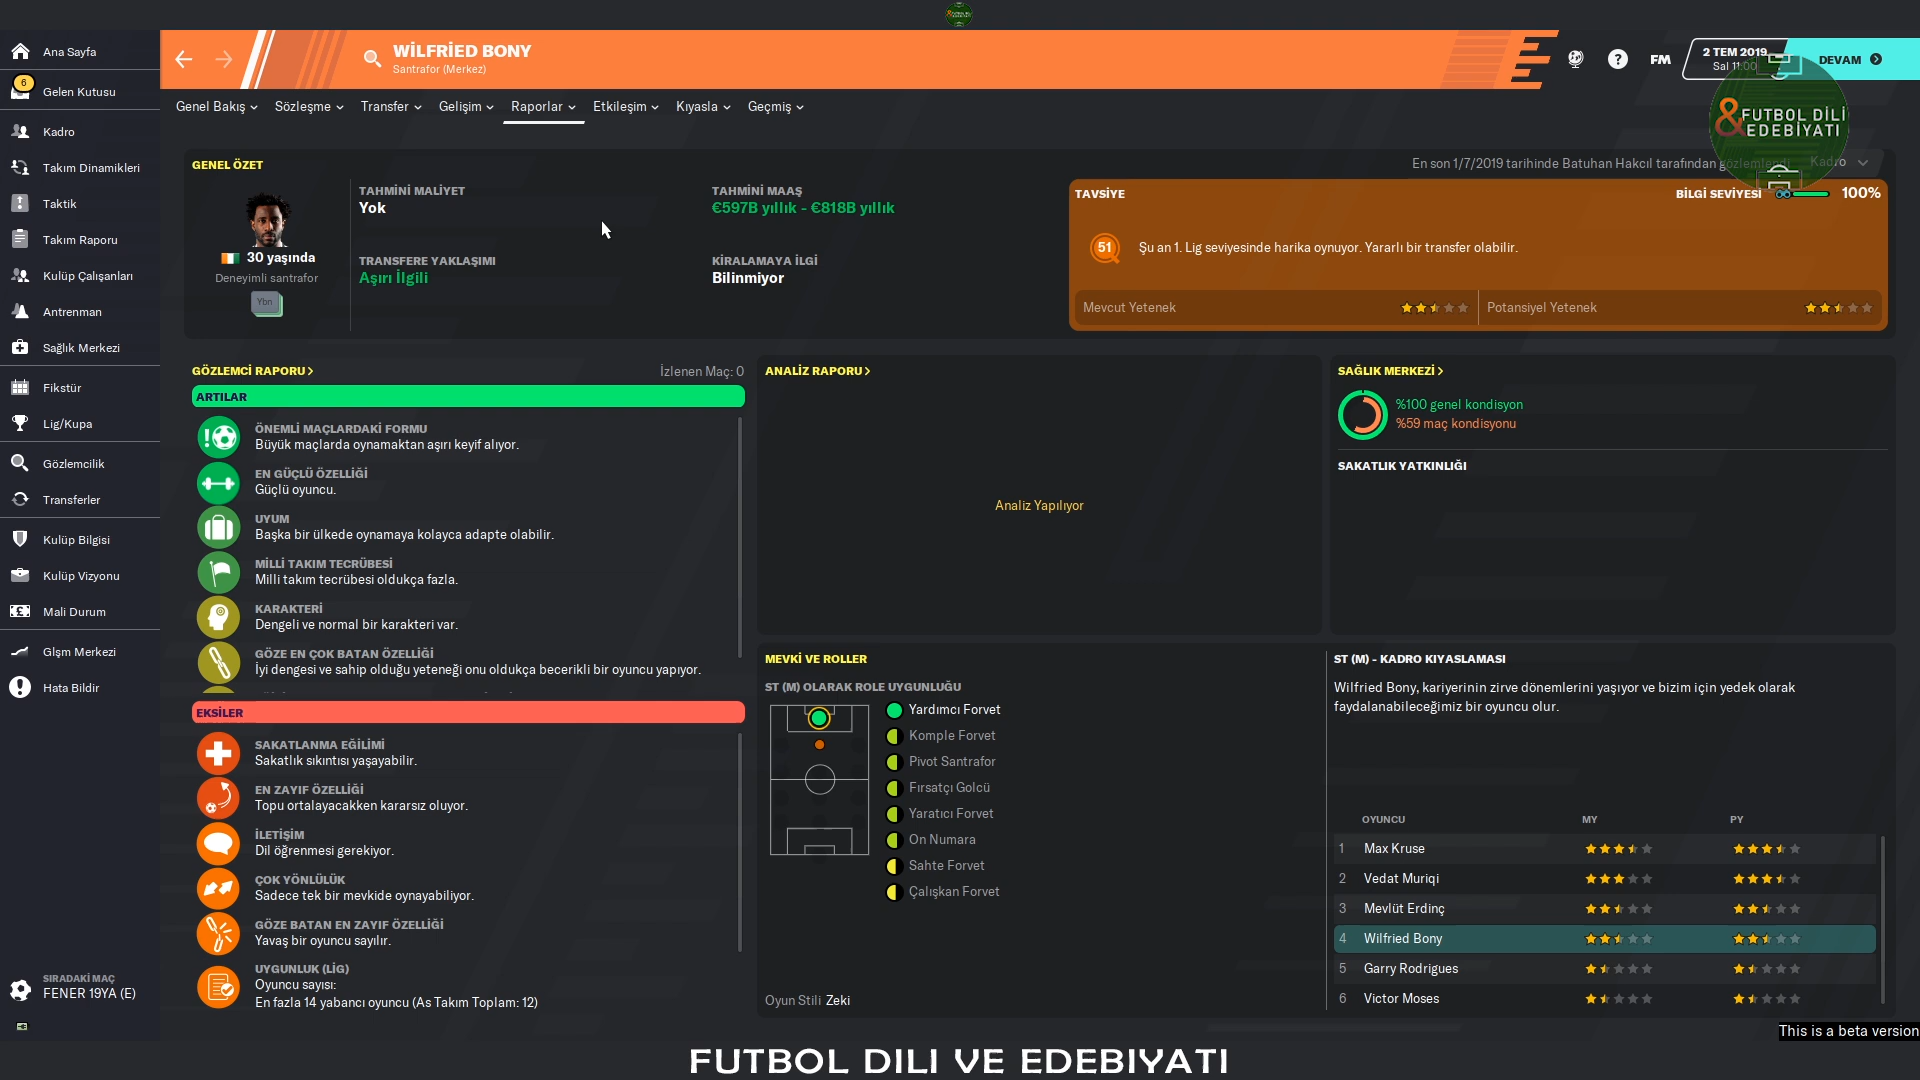 Ana Sayfa
6
Gelen Kutusu
Kadro
Takım Dinamikleri
Taktik
Takım Raporu
Kulüp Çalışanları
Antrenman
Sağlık Merkezi
Fikstür
Lig/Kupa
Gözlemcilik
Transferler
Kulüp Bilgisi
Kulüp Vizyonu
Mali Durum
Glşm Merkezi
Hata Bildir
SIRADAKİ MAÇ
FENER 19YA (E)
WİLFRİED BONY
Santrafor (Merkez)
FM
2 TEM 2019
Sal 11:00
DEVAM
&FUTBOL DİLİ
EDEBİYATI
Genel Bakış
Sözleşme
Transfer
Gelişim
Raporlar
Etkileşim
Kıyasla
Geçmiş
GENEL ÖZET
En son 1/7/2019 tarihinde Batuhan Hakcıl tarafından gözlemlendi
Kadro
30 yaşında
Deneyimli santrafor
Ybn
TAHMİNİ MALİYET
Yok
TAHMİNİ MAAŞ
€597B yıllık - €818B yıllık
TRANSFERE YAKLAŞIMI
Aşırı İlgili
KİRALAMAYA İLGİ
Bilinmiyor
TAVSİYE
BİLGİ SEVİYESİ
100%
51
Şu an 1. Lig seviyesinde harika oynuyor. Yararlı bir transfer olabilir.
Mevcut Yetenek
Potansiyel Yetenek
GÖZLEMCİ RAPORU
İzlenen Maç: 0
ARTILAR
ÖNEMLİ MAÇLARDAKİ FORMU
Büyük maçlarda oynamaktan aşırı keyif alıyor.
EN GÜÇLÜ ÖZELLİĞİ
Güçlü oyuncu.
UYUM
Başka bir ülkede oynamaya kolayca adapte olabilir.
MİLLİ TAKIM TECRÜBESİ
Milli takım tecrübesi oldukça fazla.
KARAKTERİ
Dengeli ve normal bir karakteri var.
GÖZE EN ÇOK BATAN ÖZELLİĞİ
İyi dengesi ve sahip olduğu yeteneği onu oldukça becerikli bir oyuncu yapıyor.
EKSİLER
SAKATLANMA EĞİLİMİ
Sakatlık sıkıntısı yaşayabilir.
EN ZAYIF ÖZELLİĞİ
Topu ortalayacakken kararsız oluyor.
İLETİŞİM
Dil öğrenmesi gerekiyor.
ÇOK YÖNLÜLÜK
Sadece tek bir mevkide oynayabiliyor.
GÖZE BATAN EN ZAYIF ÖZELLİĞİ
Yavaş bir oyuncu sayılır.
UYGUNLUK (LİG)
Oyuncu sayısı:
En fazla 14 yabancı oyuncu (As Takım Toplam: 12)
ANALİZ RAPORU
Analiz Yapılıyor
SAĞLIK MERKEZİ
%100 genel kondisyon
%59 maç kondisyonu
SAKATLIK YATKINLIĞI
MEVKİ VE ROLLER
ST (M) OLARAK ROLE UYGUNLUĞU
Yardımcı Forvet
Komple Forvet
Pivot Santrafor
Fırsatçı Golcü
Yaratıcı Forvet
On Numara
Sahte Forvet
Çalışkan Forvet
Oyun Stili Zeki
ST (M) - KADRO KIYASLAMASI
Wilfried Bony, kariyerinin zirve dönemlerini yaşıyor ve bizim için yedek olarak
faydalanabileceğimiz bir oyuncu olur.
OYUNCU MY PY
1 Max Kruse
2 Vedat Muriqi
3 Mevlüt Erdinç
4 Wilfried Bony
5 Garry Rodrigues
6 Victor Moses
This is a beta version
FUTBOL DILI VE EDEBIYATI